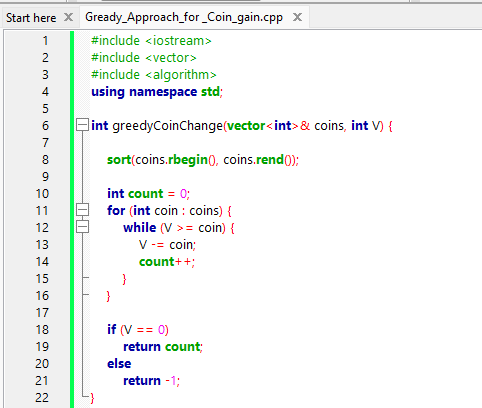 Start here Gready_Approach_for _Coin_gain.cpp
1 #include <iostream>
2 #include <vector>
3 #include <algorithm>
4 using namespace std;
5
6 int greedyCoinChange(vector<int>& coins, int V) {
7
8 sort(coins.rbegin(), coins.rend());
9
10 int count = 0;
11 for (int coin : coins) {
12 while (V >= coin) {
13 V -= coin;
14 count++;
15 }
16 }
17
18 if (V == 0)
19 return count;
20 else
21 return -1;
22 }